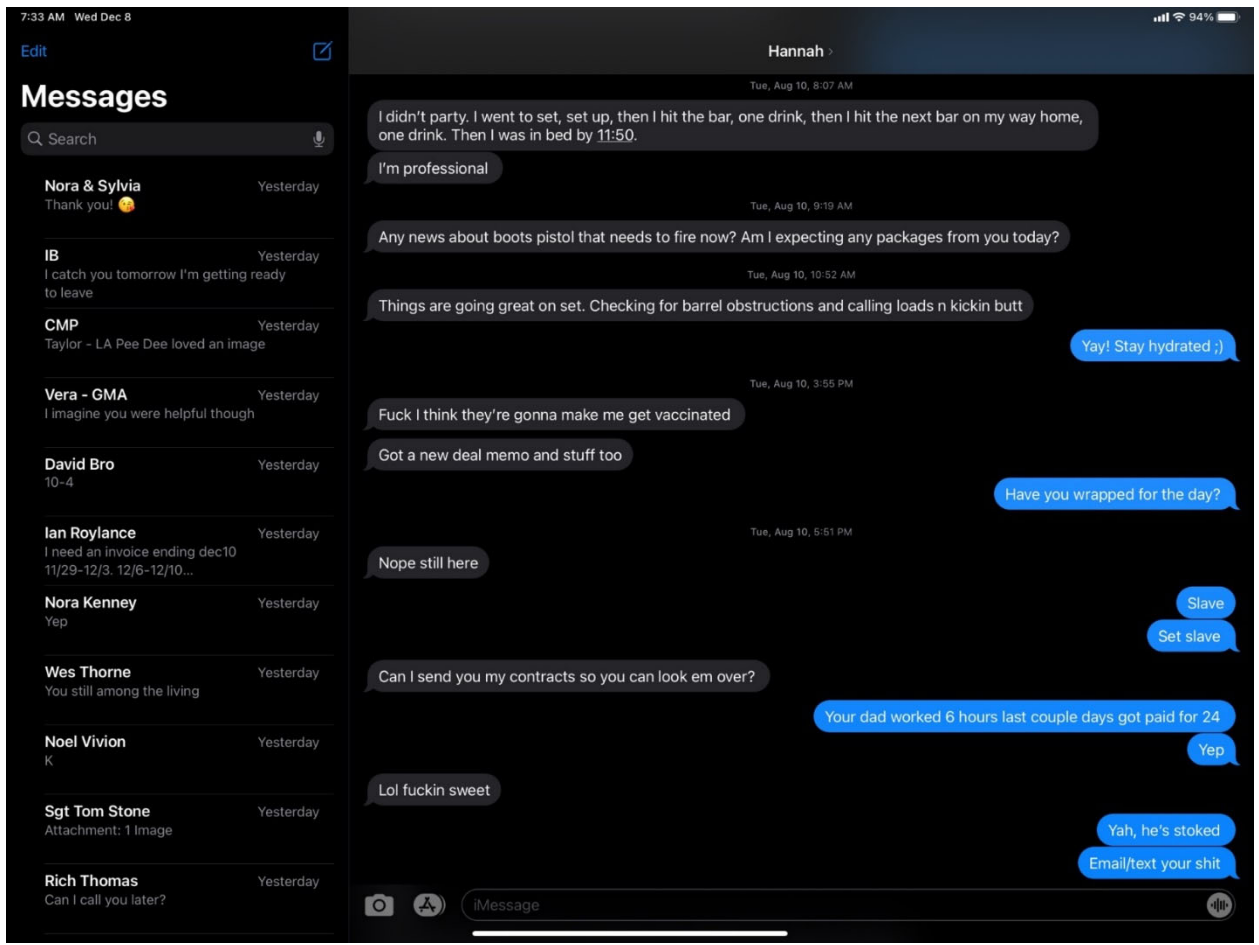 7:33 AM Wed Dec 8
94%
Edit
Messages
Search
Nora & Sylvia Yesterday
Thank you! 😘
IB Yesterday
I catch you tomorrow I'm getting ready
to leave
CMP Yesterday
Taylor - LA Pee Dee loved an image
Vera - GMA Yesterday
I imagine you were helpful though
David Bro Yesterday
10-4
Ian Roylance Yesterday
I need an invoice ending dec10
11/29-12/3. 12/6-12/10...
Nora Kenney Yesterday
Yep
Wes Thorne Yesterday
You still among the living
Noel Vivion Yesterday
K
Sgt Tom Stone Yesterday
Attachment: 1 Image
Rich Thomas Yesterday
Can I call you later?
Hannah
Tue, Aug 10, 8:07 AM
I didn't party. I went to set, set up, then I hit the bar, one drink, then I hit the next bar on my way home,
one drink. Then I was in bed by 11:50.
I'm professional
Tue, Aug 10, 9:19 AM
Any news about boots pistol that needs to fire now? Am I expecting any packages from you today?
Tue, Aug 10, 10:52 AM
Things are going great on set. Checking for barrel obstructions and calling loads n kickin butt
Yay! Stay hydrated ;)
Tue, Aug 10, 3:55 PM
Fuck I think they're gonna make me get vaccinated
Got a new deal memo and stuff too
Have you wrapped for the day?
Tue, Aug 10, 5:51 PM
Nope still here
Slave
Set slave
Can I send you my contracts so you can look em over?
Your dad worked 6 hours last couple days got paid for 24
Yep
Lol fuckin sweet
Yah, he's stoked
Email/text your shit
iMessage